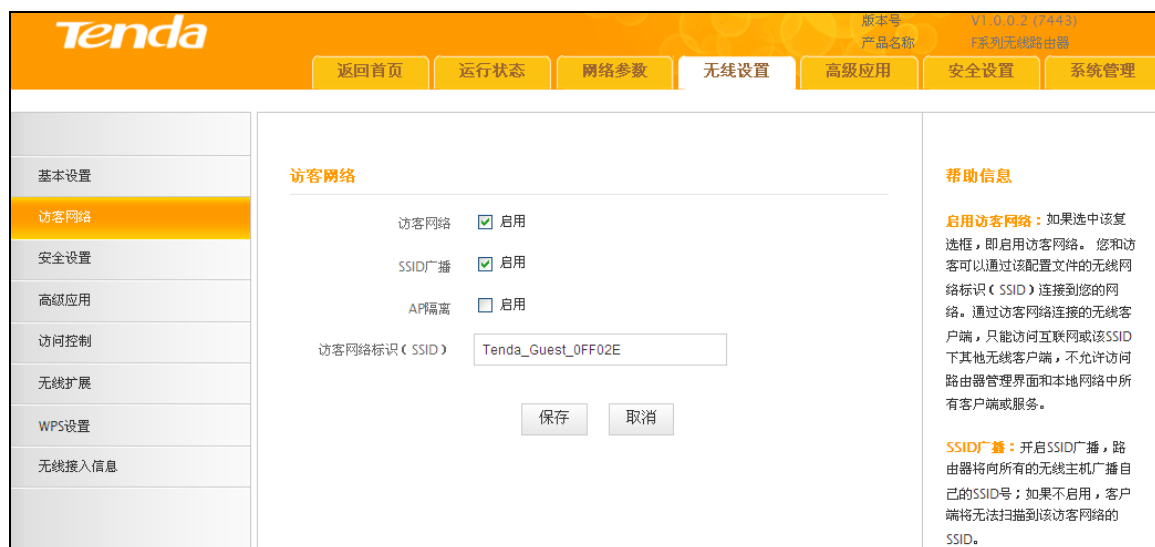 Tenda
版本号 V1.0.0.2 (7443)
产品名称 F系列无线路由器
返回首页 运行状态 网络参数 无线设置 高级应用 安全设置 系统管理
基本设置
访客网络
安全设置
高级应用
访问控制
无线扩展
WPS设置
无线接入信息
访客网络
访客网络 启用
SSID广播 启用
AP隔离 启用
访客网络标识(SSID) Tenda_Guest_0FF02E
保存 取消
帮助信息
启用访客网络:如果选中该复
选框,即启用访客网络。 您和访
客可以通过该配置文件的无线网
络标识(SSID)连接到您的网
络。通过访客网络连接的无线客
户端,只能访问互联网或该SSID
下其他无线客户端,不允许访问
路由器管理界面和本地网络中所
有客户端或服务。
SSID广播:开启SSID广播,路
由器将向所有的无线主机广播自
己的SSID号;如果不启用,客户
端将无法扫描到该访客网络的
SSID。